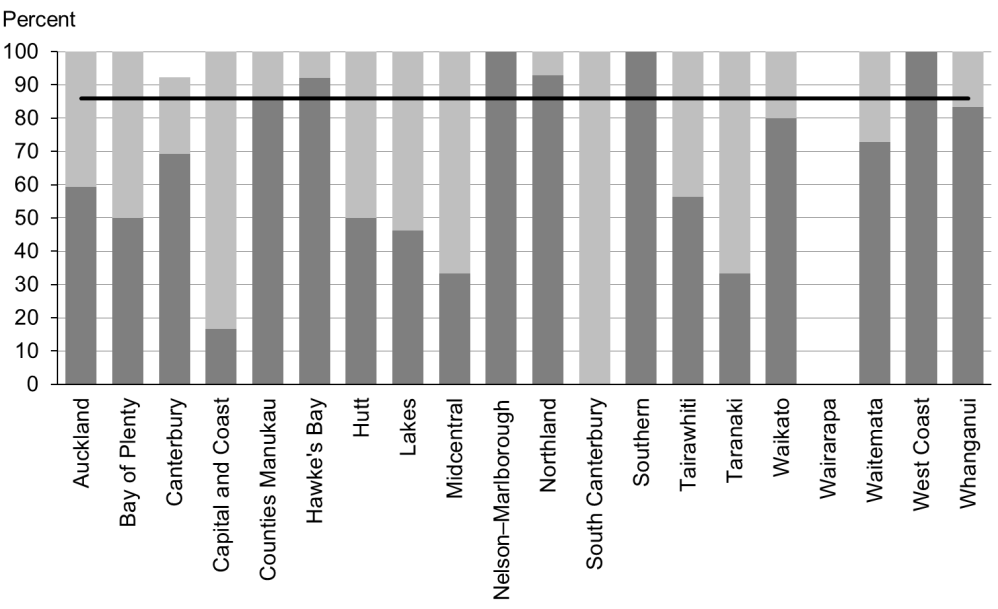 Percent
100
90
80
70
60
50
40
30
20
10
0
Auckland
Bay of Plenty
Canterbury
Capital and Coast
Counties Manukau
Hawke's Bay
Hutt
Lakes
Midcentral
Nelson–Marlborough
Northland
South Canterbury
Southern
Tairawhiti
Taranaki
Waikato
Wairarapa
Waitemata
West Coast
Whanganui